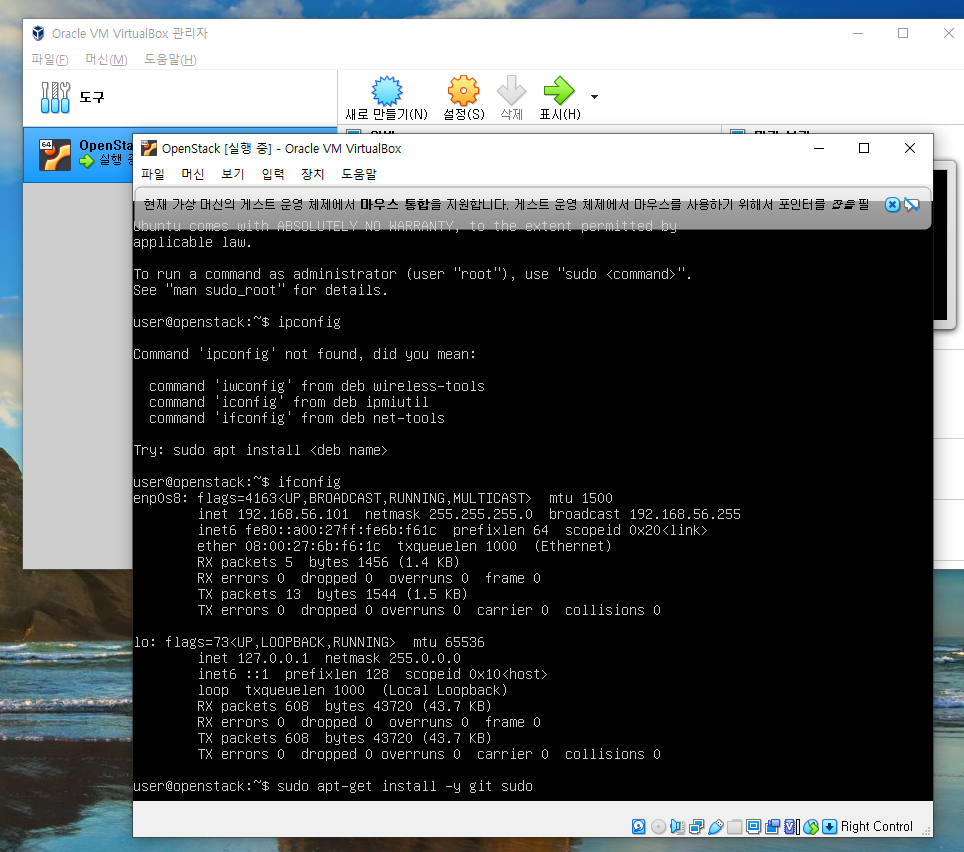 Oracle VM VirtualBox 관리자
파일(F) 머신(M) 도움말(H)
도구
새로 만들기(N) 설정(S) 삭제 표시(H)
64
OpenSta
실행 중
OpenStack [실행 중] - Oracle VM VirtualBox
파일 머신 보기 입력 장치 도움말
현재 가상 머신의 게스트 운영 체제에서 마우스 통합을 지원합니다. 게스트 운영 체제에서 마우스를 사용하기 위해서 포인터를 잡을 필
Ubuntu comes with ABSOLUTELY NO WARRANTY, to the extent permitted by
applicable law.
To run a command as administrator (user "root"), use "sudo <command>".
See "man sudo_root" for details.
user@openstack:~$ ipconfig
Command 'ipconfig' not found, did you mean:
command 'iwconfig' from deb wireless-tools
command 'iconfig' from deb ipmiutil
command 'ifconfig' from deb net-tools
Try: sudo apt install <deb name>
user@openstack:~$ ifconfig
enp0s8: flags=4163<UP,BROADCAST,RUNNING,MULTICAST> mtu 1500
inet 192.168.56.101 netmask 255.255.255.0 broadcast 192.168.56.255
inet6 fe80::a00:27ff:fe6b:f61c prefixlen 64 scopeid 0x20<link>
ether 08:00:27:6b:f6:1c txqueuelen 1000 (Ethernet)
RX packets 5 bytes 1456 (1.4 KB)
RX errors 0 dropped 0 overruns 0 frame 0
TX packets 13 bytes 1544 (1.5 KB)
TX errors 0 dropped 0 overruns 0 carrier 0 collisions 0
lo: flags=73<UP,LOOPBACK,RUNNING> mtu 65536
inet 127.0.0.1 netmask 255.0.0.0
inet6 ::1 prefixlen 128 scopeid 0x10<host>
loop txqueuelen 1000 (Local Loopback)
RX packets 608 bytes 43720 (43.7 KB)
RX errors 0 dropped 0 overruns 0 frame 0
TX packets 608 bytes 43720 (43.7 KB)
TX errors 0 dropped 0 overruns 0 carrier 0 collisions 0
user@openstack:~$ sudo apt-get install -y git sudo
Right Control